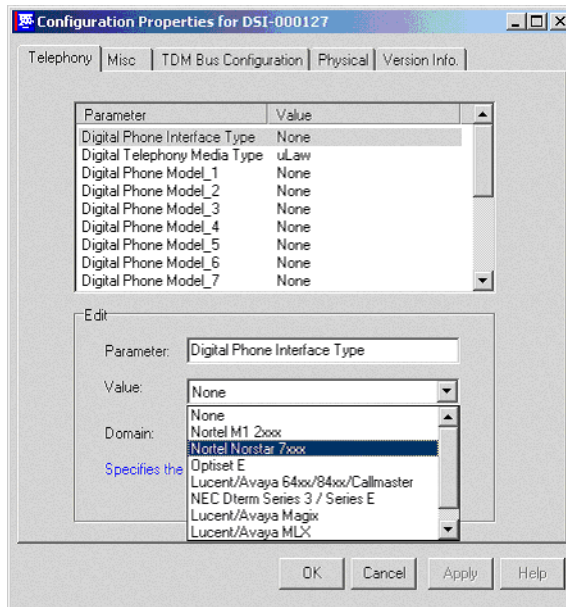 Configuration Properties for DSI-000127
Telephony Misc TDM Bus Configuration Physical Version Info.
Parameter Value
Digital Phone Interface Type None
Digital Telephony Media Type uLaw
Digital Phone Model_1 None
Digital Phone Model_2 None
Digital Phone Model_3 None
Digital Phone Model_4 None
Digital Phone Model_5 None
Digital Phone Model_6 None
Digital Phone Model_7 None
Edit
Parameter: Digital Phone Interface Type
Value: None
None
Domain: Nortel M1 2xxx
Nortel Norstar 7xxx
Specifies the Optiset E
Lucent/Avaya 64xx/84xx/Callmaster
NEC Dterm Series 3 / Series E
Lucent/Avaya Magix
Lucent/Avaya MLX
OK Cancel Apply Help